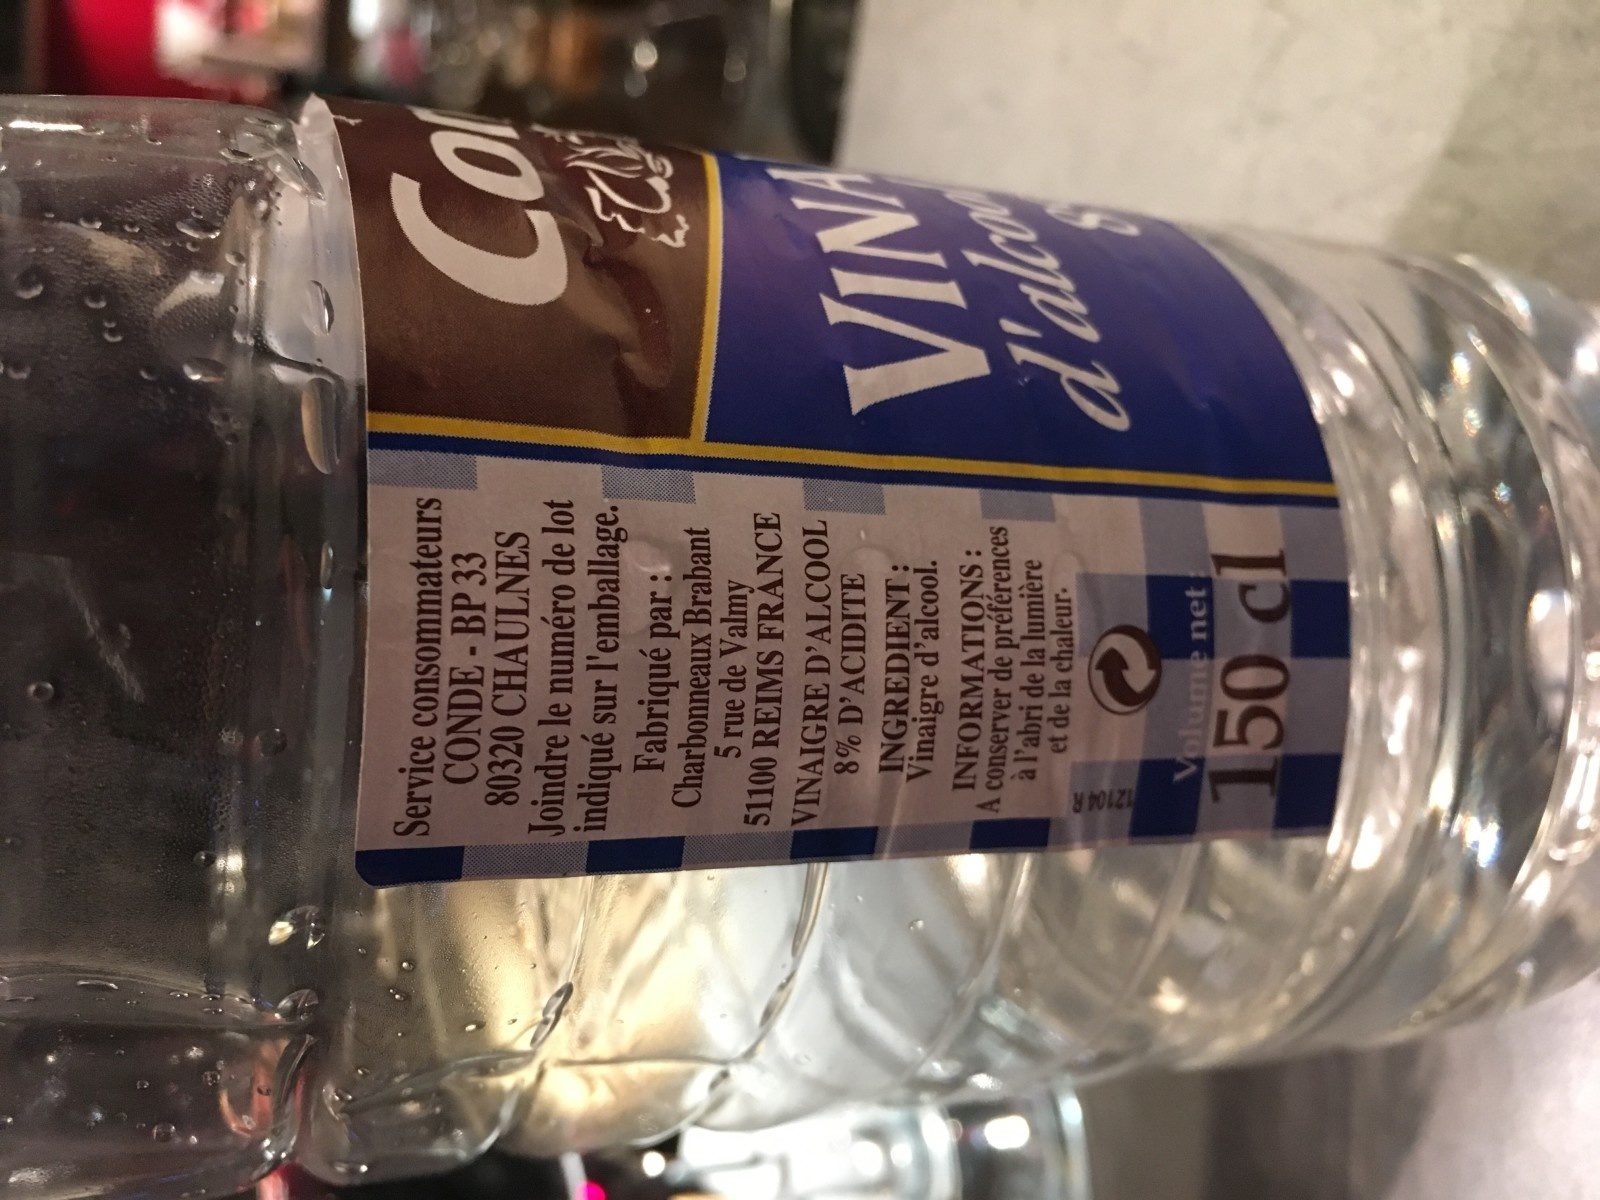 VINA
d'alcoo
Service consommateurs
CONDE - BP 33
80320 CHAULNES
Joindre le numéro de lot
indiqué sur l'emballage.
Fabriqué par :
Charbonneaux Brabant
5 rue de Valmy
51100 REIMS FRANCE
VINAIGRE D'ALCOOL
8% D'ACIDITE
INGREDIENT :
Vinaigre d'alcool.
INFORMATIONS :
A conserver de préférences
à l'abri de la lumière
et de la chaleur.
12104 R
Volume net :
150 cl